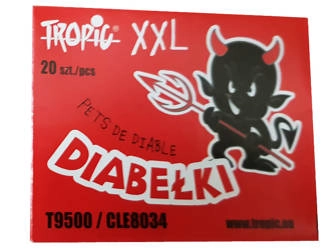 TROPIC XXL
20 szt./pcs
PETS DE DIABLE
DIABEŁKI
T9500 / CLE8034
www.tropic.eu